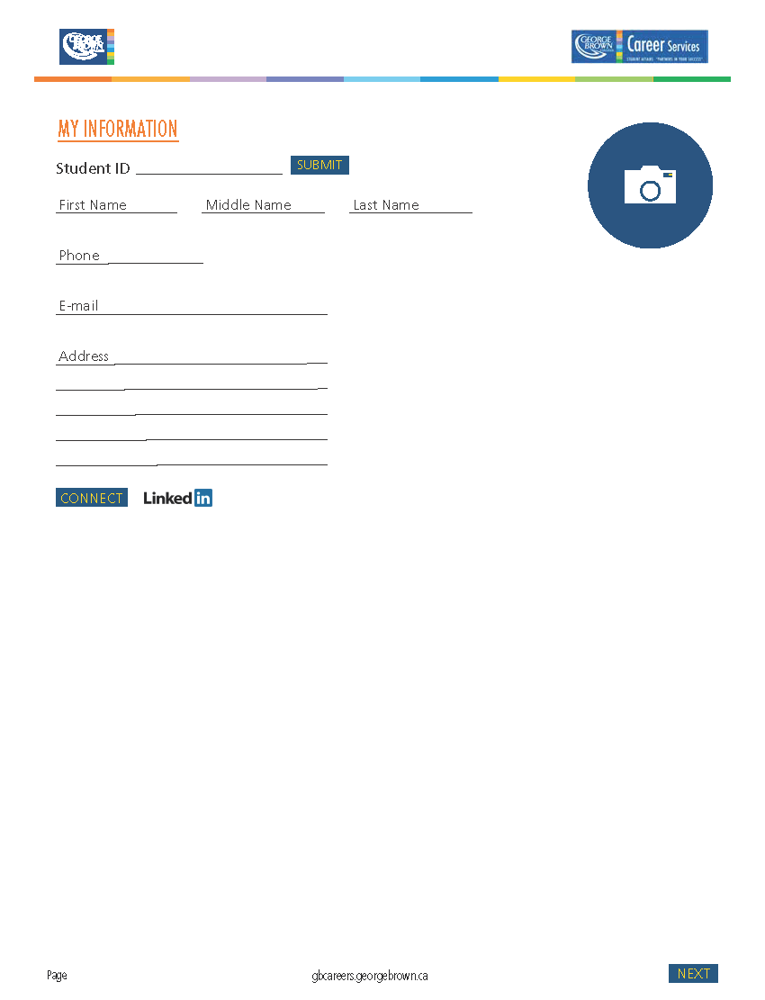 GEORGE BROWN
GEORGE BROWN COLLEGE Career Services
STUDENT AFFAIRS "PARTNERS IN YOUR SUCCESS"
MY INFORMATION
Student ID SUBMIT
First Name Middle Name Last Name
Phone
E-mail
Address
CONNECT Linked in
Page gbcareers.georgebrown.ca NEXT